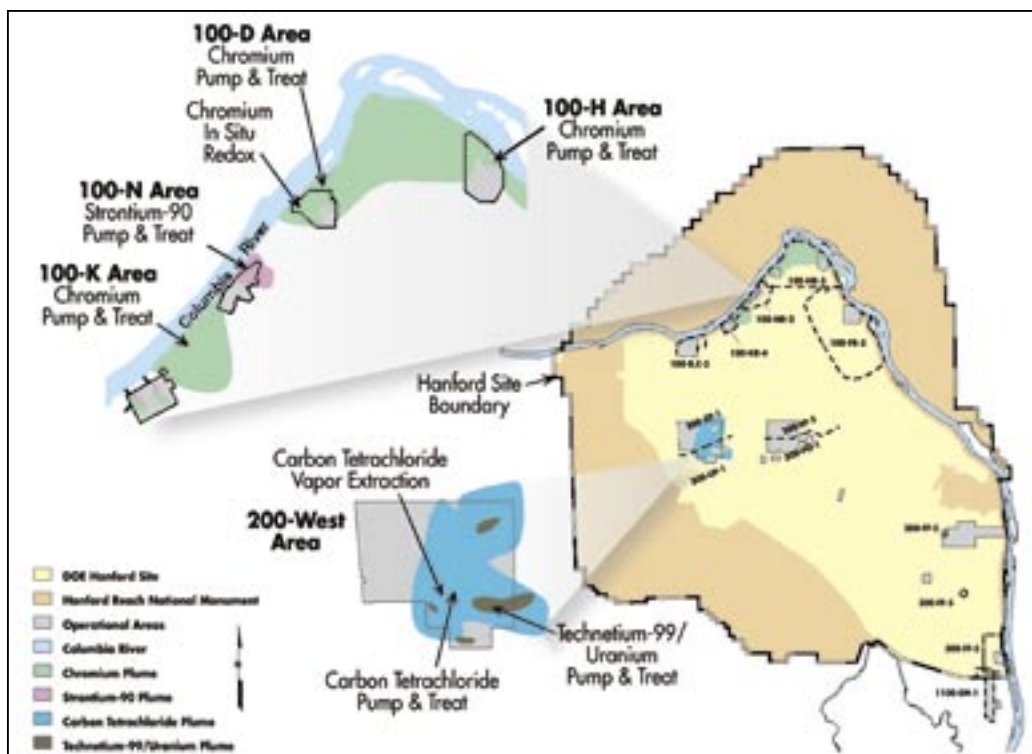 100-D Area
Chromium
Pump & Treat
Chromium
In Situ
Redox
100-H Area
Chromium
Pump & Treat
100-N Area
Strontium-90
Pump & Treat
100-K Area
Chromium
Pump & Treat
Columbia River
Hanford Site
Boundary
Carbon Tetrachloride
Vapor Extraction
200-West
Area
Technetium-99/
Uranium
Pump & Treat
Carbon Tetrachloride
Pump & Treat
DOE Hanford Site
Hanford Reach National Monument
Operational Areas
Columbia River
Chromium Plume
Strontium-90 Plume
Carbon Tetrachloride Plume
Technetium-99/Uranium Plume